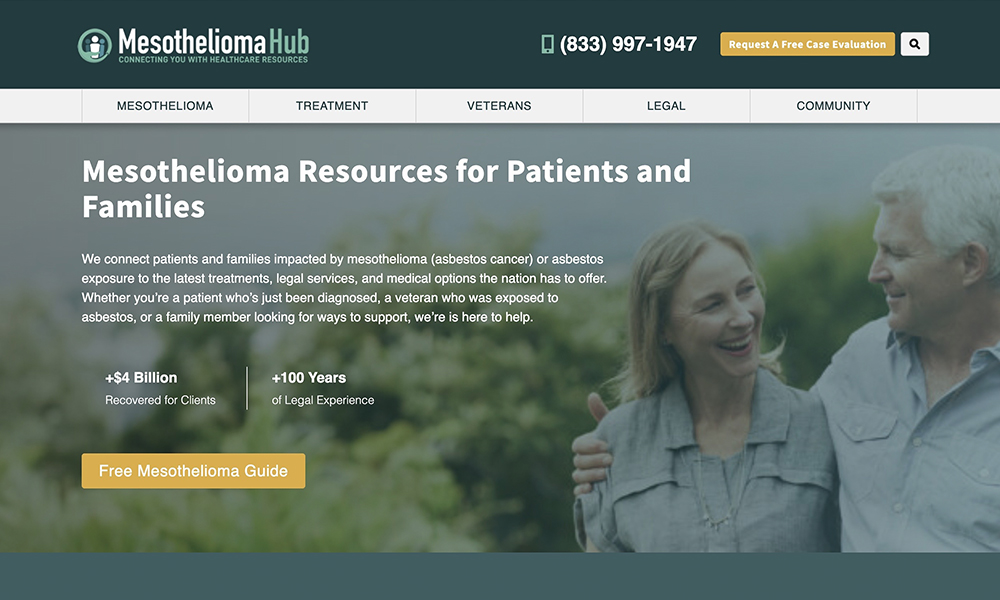 Mesothelioma Hub
CONNECTING YOU WITH HEALTHCARE RESOURCES
(833) 997-1947
Request A Free Case Evaluation
MESOTHELIOMA
TREATMENT
VETERANS
LEGAL
COMMUNITY
Mesothelioma Resources for Patients and
Families
We connect patients and families impacted by mesothelioma (asbestos cancer) or asbestos
exposure to the latest treatments, legal services, and medical options the nation has to offer.
Whether you're a patient who's just been diagnosed, a veteran who was exposed to
asbestos, or a family member looking for ways to support, we're is here to help.
+$4 Billion
Recovered for Clients
+100 Years
of Legal Experience
Free Mesothelioma Guide